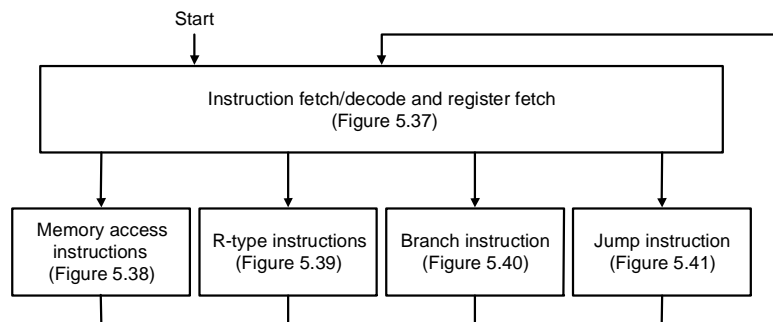 Start
Instruction fetch/decode and register fetch
(Figure 5.37)
Memory access
instructions
(Figure 5.38)
R-type instructions
(Figure 5.39)
Branch instruction
(Figure 5.40)
Jump instruction
(Figure 5.41)